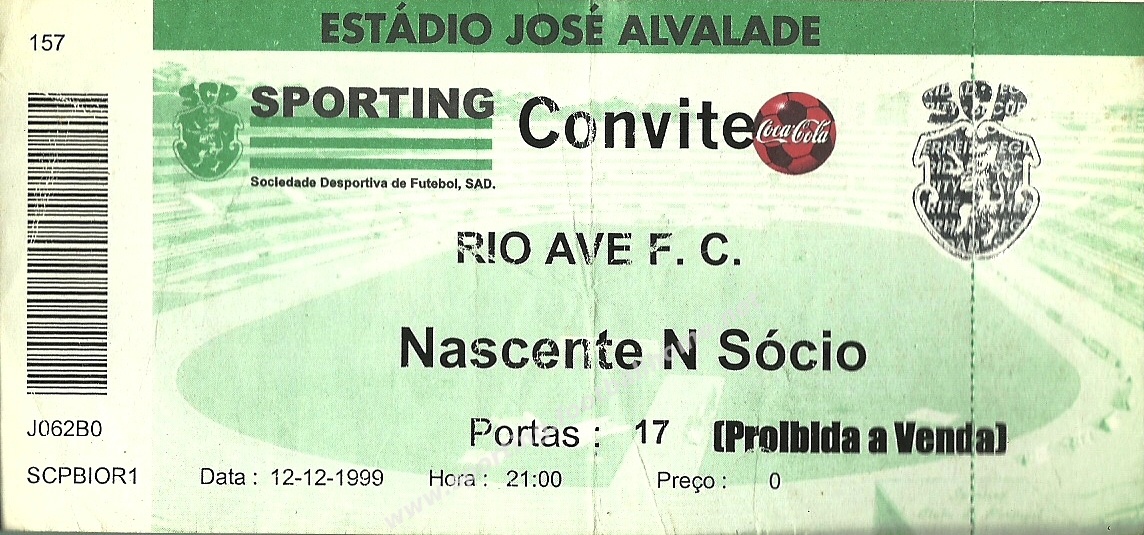 ESTÁDIO JOSÉ ALVALADE
157
SCP
SPORTING
Convite
Coca-Cola
Sociedade Desportiva de Futebol, SAD.
RIO AVE F. C.
Nascente N Sócio
Portas : 17 (Proibida a Venda)
J062B0
SCPBIOR1 Data : 12-12-1999 Hora : 21:00 Preço : 0